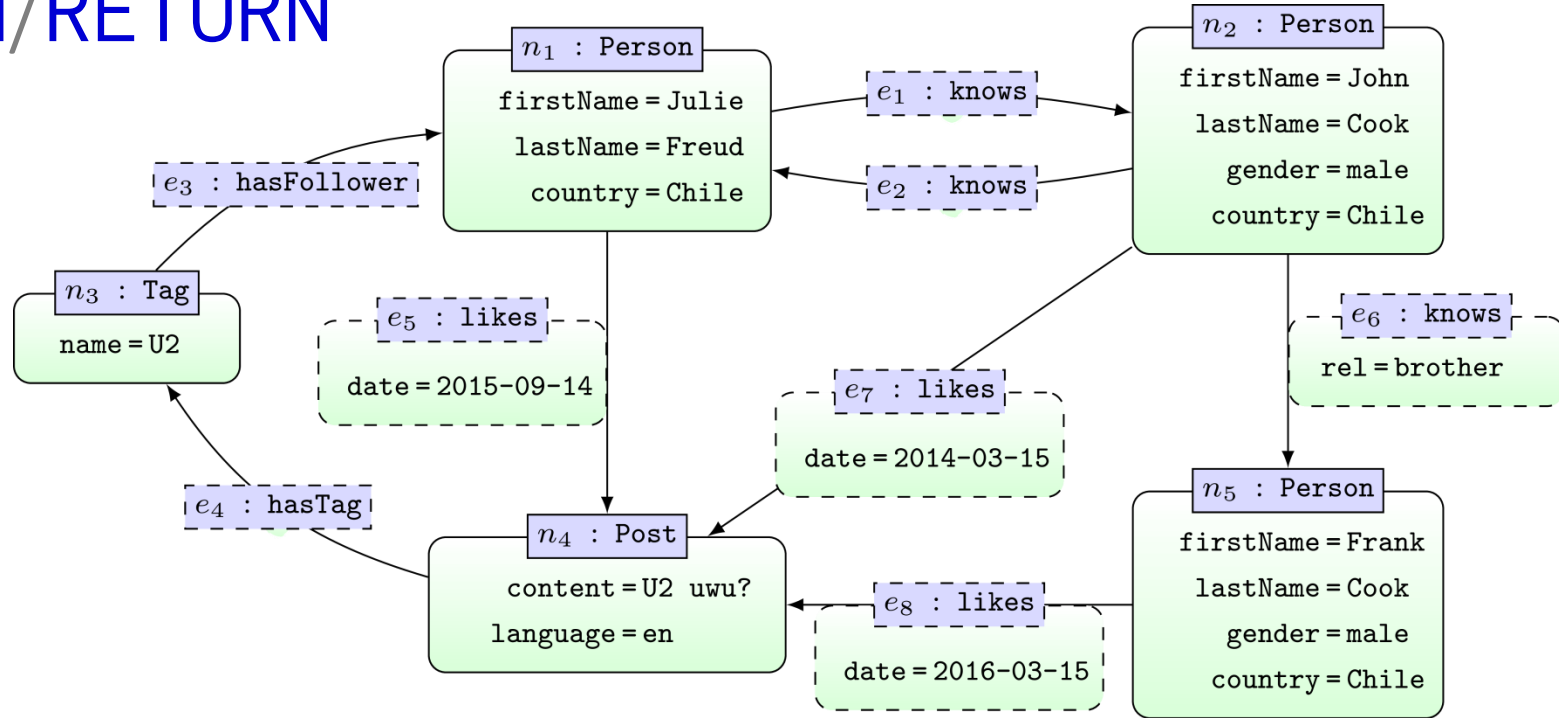 /RETURN
n₁ : Person
firstName = Julie
lastName = Freud
country = Chile
e₁ : knows
e₂ : knows
n₂ : Person
firstName = John
lastName = Cook
gender = male
country = Chile
e₃ : hasFollower
n₃ : Tag
name = U2
e₅ : likes
date = 2015-09-14
e₇ : likes
date = 2014-03-15
e₆ : knows
rel = brother
e₄ : hasTag
n₄ : Post
content = U2 uwu?
language = en
e₈ : likes
date = 2016-03-15
n₅ : Person
firstName = Frank
lastName = Cook
gender = male
country = Chile